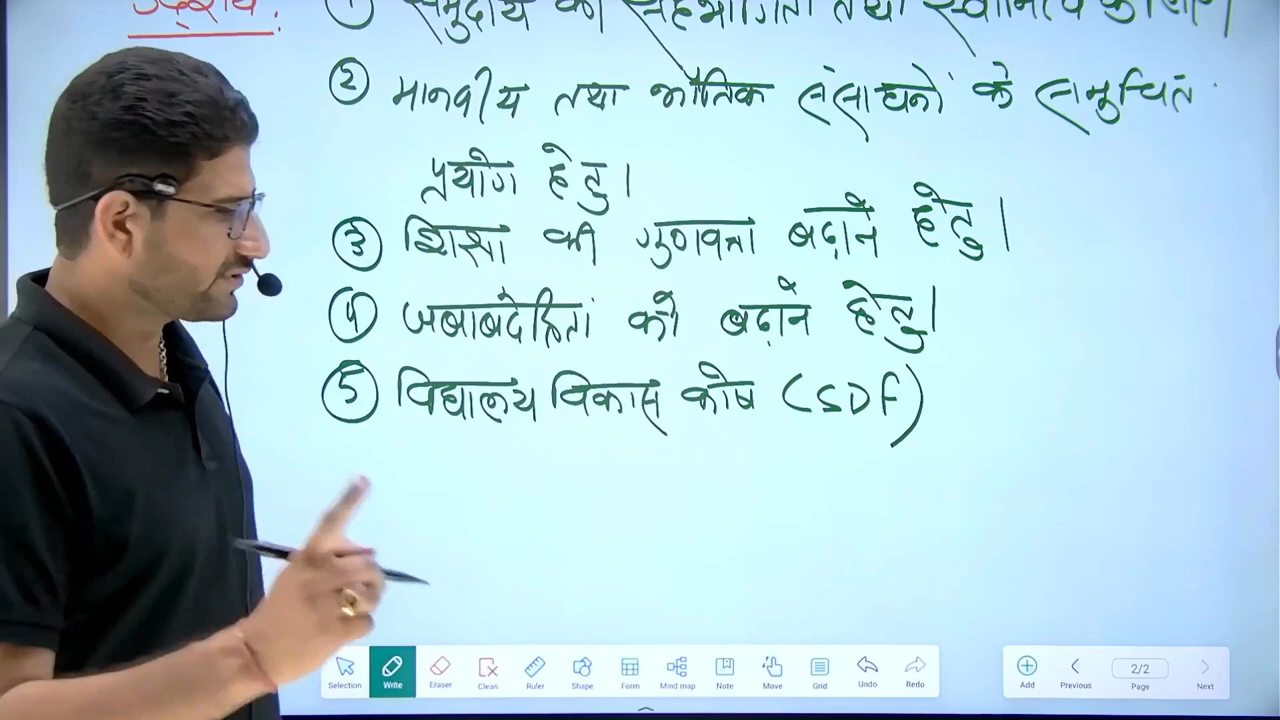 उद्देश्य:
① समुदाय की सहभागिता तथा स्वामित्व के लिए।
② मानवीय तथा भौतिक संसाधनों के समुचित
प्रयोग हेतु।
③ शिक्षा की गुणवत्ता बढ़ाने हेतु।
④ जबाबदेहिता को बढ़ाने हेतु।
⑤ विद्यालय विकास कोष (SDF)
Selection Write Eraser Clean Ruler Shape Form Mind map Note Move Grid Undo Redo
Add Previous 2/2 Page Next